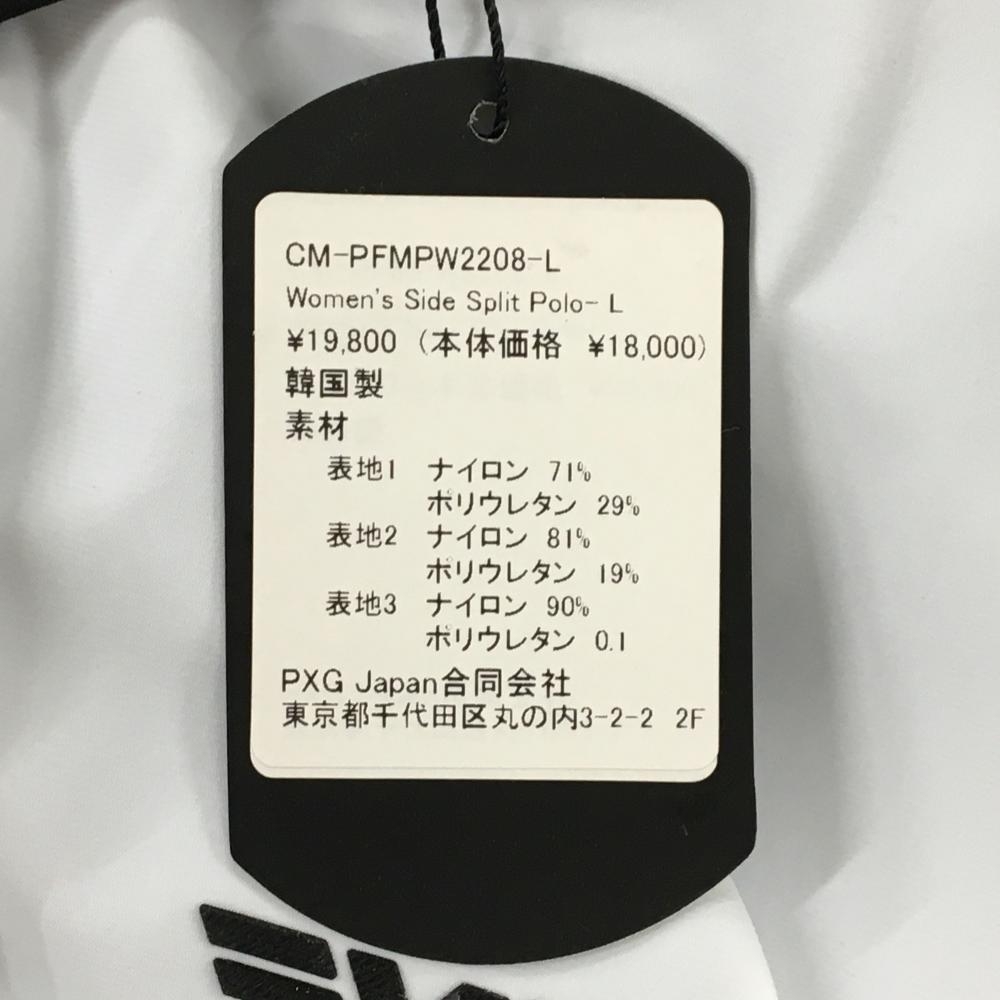 CM-PFMPW2208-L
Women's Side Split Polo- L
¥19,800 (本体価格 ¥18,000)
韓国製
素材
表地1 ナイロン 71%
ポリウレタン 29%
表地2 ナイロン 81%
ポリウレタン 19%
表地3 ナイロン 90%
ポリウレタン 0.1
PXG Japan合同会社
東京都千代田区丸の内3-2-2 2F